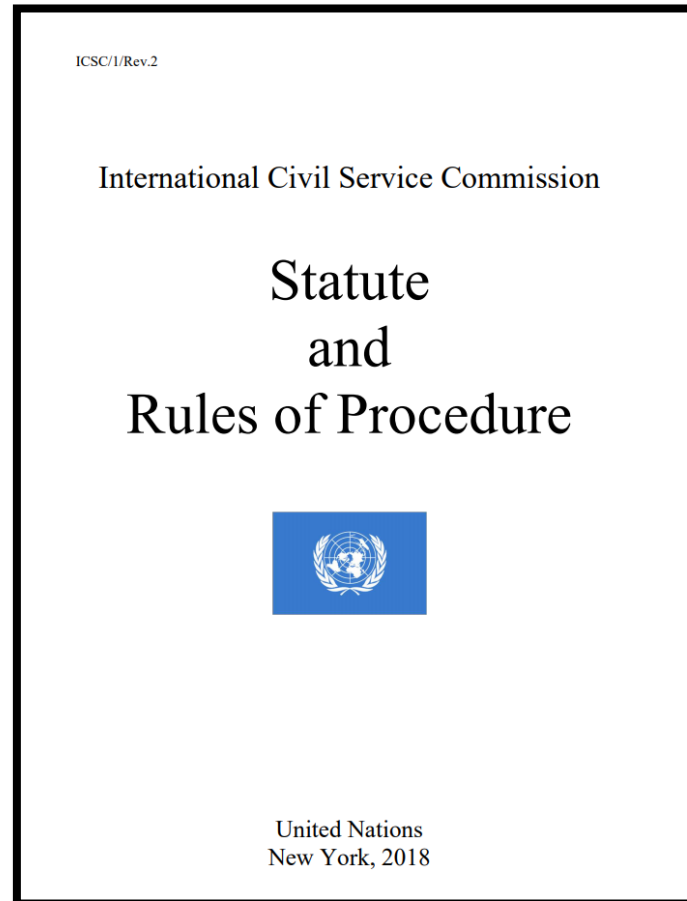 ICSC/1/Rev.2
International Civil Service Commission
Statute
and
Rules of Procedure
United Nations
New York, 2018